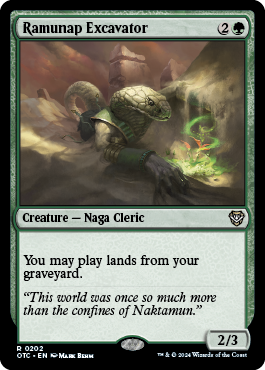 Ramunap Excavator 2
Creature — Naga Cleric
You may play lands from your
graveyard.
“This world was once so much more
than the confines of Naktamun.”
2/3
R 0202
OTC • EN Mark Behm
™ & © 2024 Wizards of the Coast